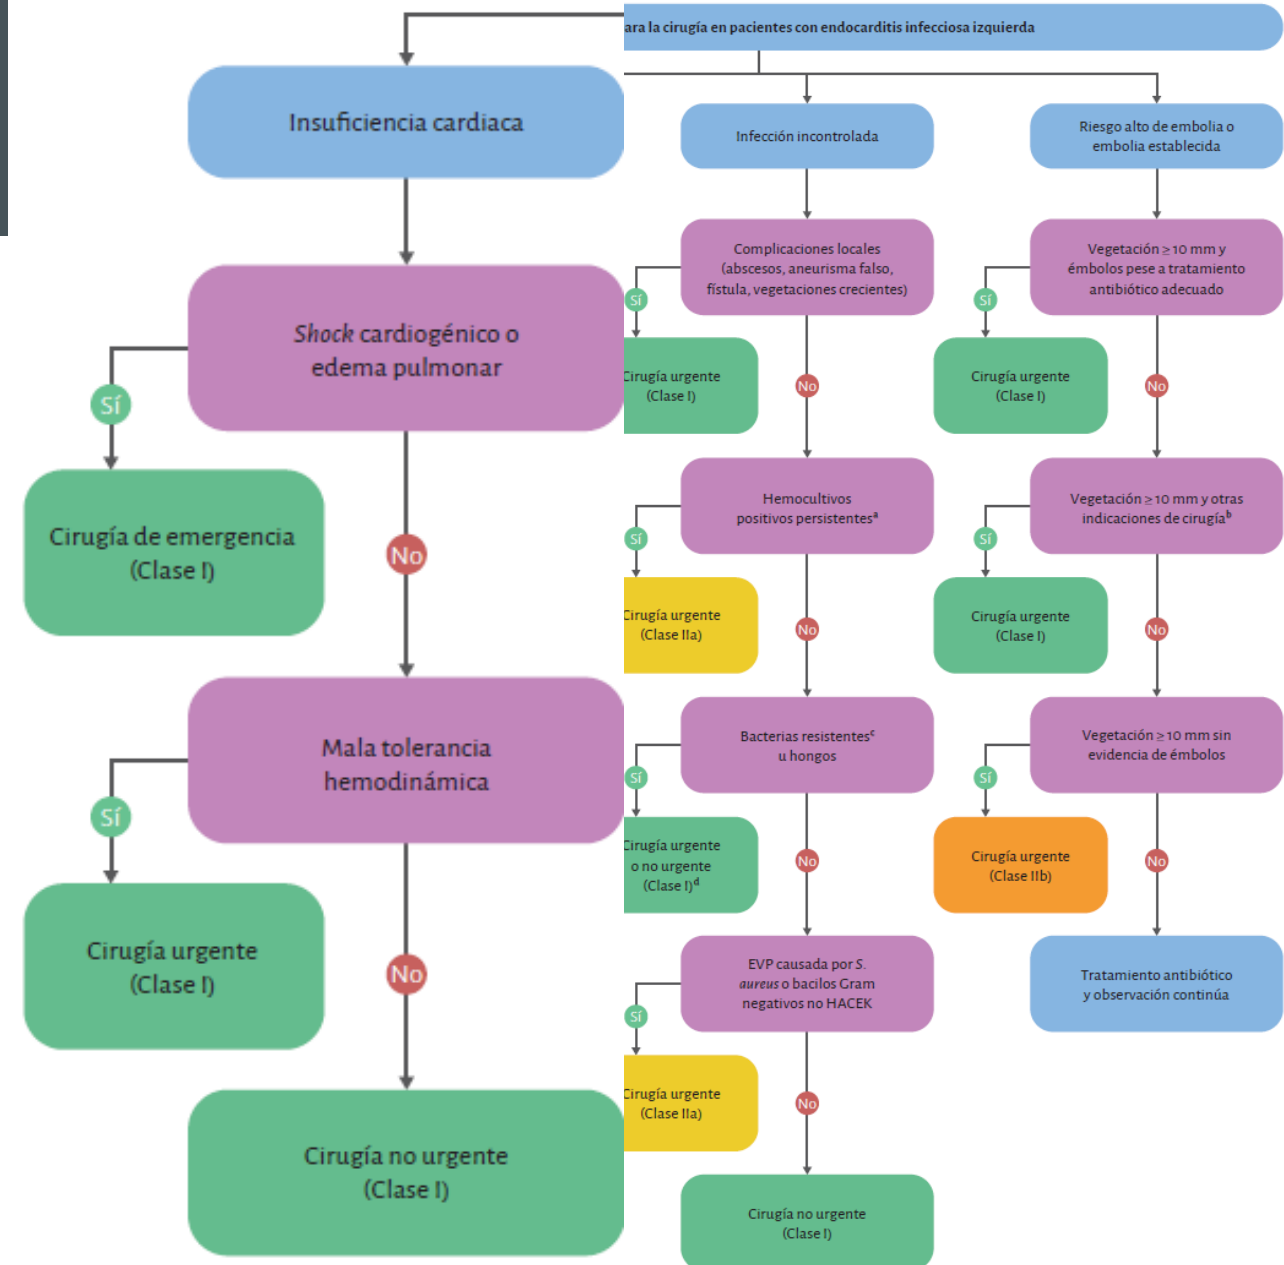 ara la cirugía en pacientes con endocarditis infecciosa izquierda
Insuficiencia cardiaca
Shock cardiogénico o
edema pulmonar
Sí
Cirugía de emergencia
(Clase I)
No
Mala tolerancia
hemodinámica
Sí
Cirugía urgente
(Clase I)
No
Cirugía no urgente
(Clase I)
Infección incontrolada
Complicaciones locales
(abscesos, aneurisma falso,
fístula, vegetaciones crecientes)
Sí
Cirugía urgente
(Clase I)
No
Hemocultivos
positivos persistentesᵃ
Sí
Cirugía urgente
(Clase IIa)
No
Bacterias resistentesᶜ
u hongos
Sí
Cirugía urgente
o no urgente
(Clase I)ᵈ
No
EVP causada por S.
aureus o bacilos Gram
negativos no HACEK
Sí
Cirugía urgente
(Clase IIa)
No
Cirugía no urgente
(Clase I)
Riesgo alto de embolia o
embolia establecida
Vegetación ≥ 10 mm y
émbolos pese a tratamiento
antibiótico adecuado
Sí
Cirugía urgente
(Clase I)
No
Vegetación ≥ 10 mm y otras
indicaciones de cirugíaᵇ
Sí
Cirugía urgente
(Clase I)
No
Vegetación ≥ 10 mm sin
evidencia de émbolos
Sí
Cirugía urgente
(Clase IIb)
No
Tratamiento antibiótico
y observación continúa